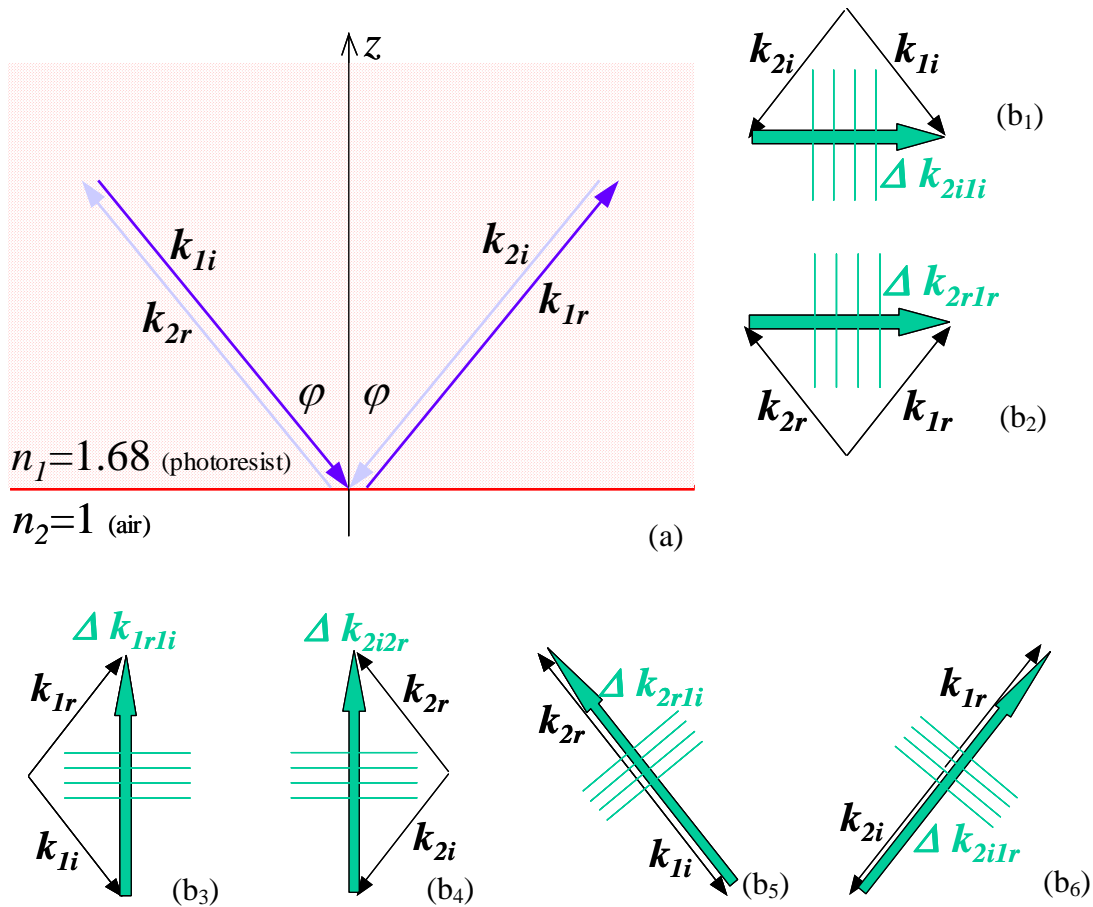 z
k1i
k2r
k2i
k1r
φ φ
n1=1.68 (photoresist)
n2=1 (air)
(a)
k2i
k1i
(b1)
Δ k2i1i
Δ k2r1r
k2r
k1r
(b2)
Δ k1r1i
k1r
k1i
(b3)
Δ k2i2r
k2r
k2i
(b4)
Δ k2r1i
k2r
k1i
(b5)
k1r
k2i
Δ k2i1r
(b6)